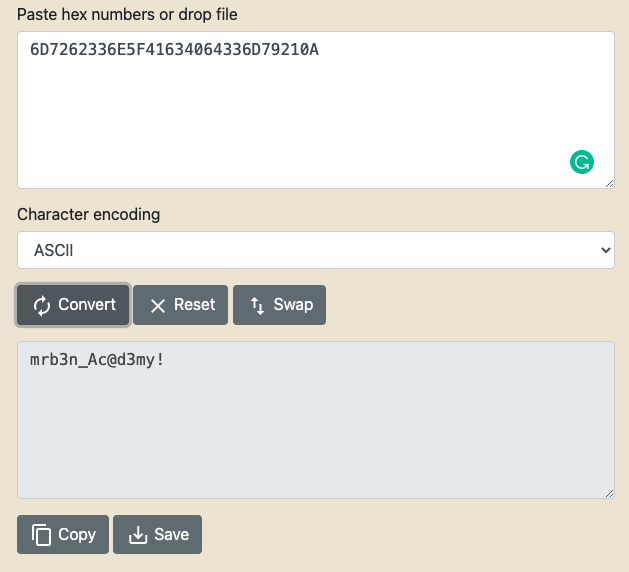 Paste hex numbers or drop file
6D7262336E5F41634064336D79210A
Character encoding
ASCII
Convert Reset Swap
mrb3n_Ac@d3my!
Copy Save